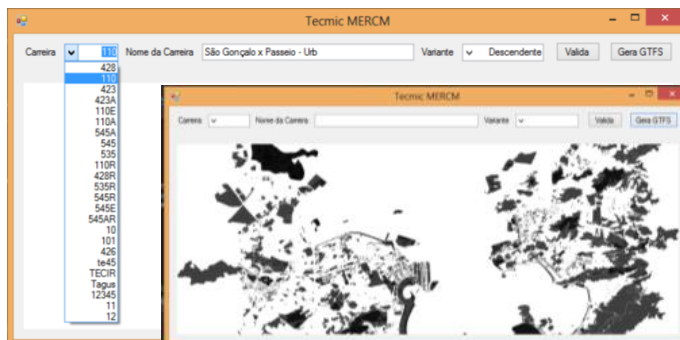 Tecmic MERCM
Carreira 110 Nome da Carreira São Gonçalo x Passeio - Urb Variante Descendente Valida Gera GTFS
428
110
423
423A
110E
110A
545A
545
535
110R
428R
535R
545R
545E
545AR
10
101
426
te45
TECIR
Tagus
12345
11
12
Tecmic MERCM
Carreira Nome da Carreira Variante Valida Gera GTFS